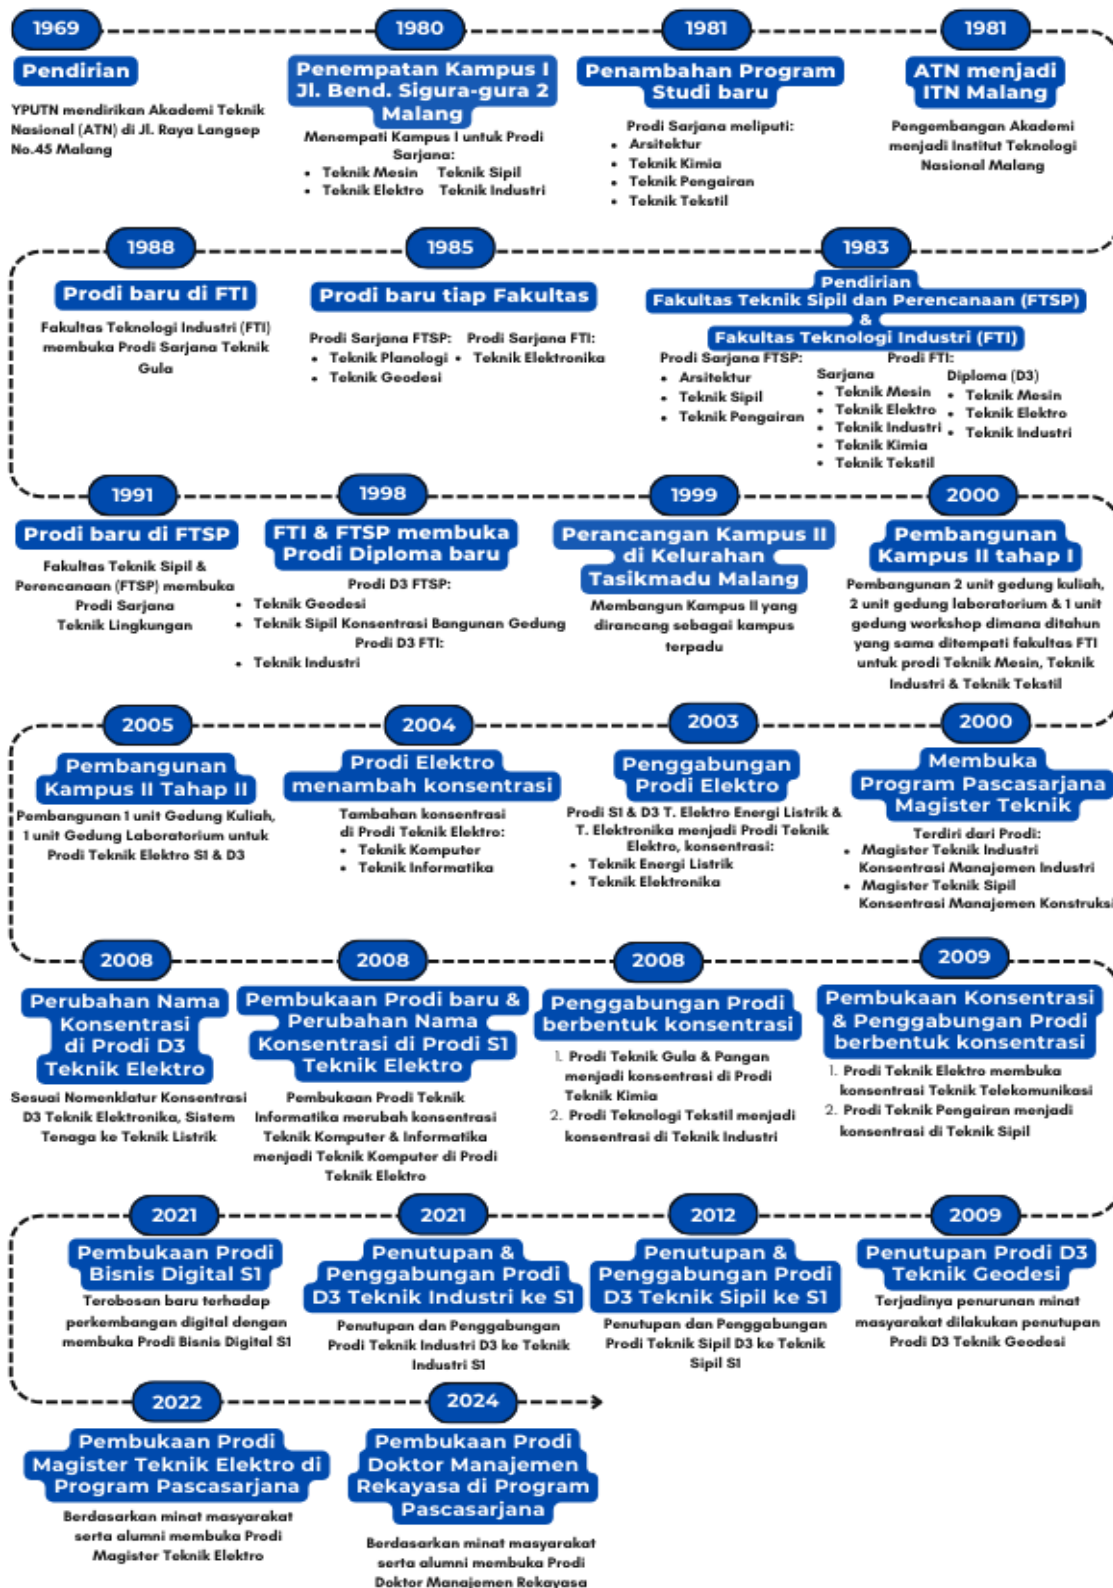 1969
Pendirian
YPUTN mendirikan Akademi Teknik
Nasional (ATN) di Jl. Raya Langsep
No.45 Malang
1980
Penempatan Kampus I
Jl. Bend. Sigura-gura 2
Malang
Menempati Kampus I untuk Prodi
Sarjana:
• Teknik Mesin Teknik Sipil
• Teknik Elektro Teknik Industri
1981
Penambahan Program
Studi baru
Prodi Sarjana meliputi:
• Arsitektur
• Teknik Kimia
• Teknik Pengairan
• Teknik Tekstil
1981
ATN menjadi
ITN Malang
Pengembangan Akademi
menjadi Institut Teknologi
Nasional Malang
1983
Pendirian
Fakultas Teknik Sipil dan Perencanaan (FTSP)
&
Fakultas Teknologi Industri (FTI)
Prodi Sarjana FTSP:
• Arsitektur
• Teknik Sipil
• Teknik Pengairan
Prodi FTI:
Sarjana
• Teknik Mesin
• Teknik Elektro
• Teknik Industri
• Teknik Kimia
• Teknik Tekstil
Diploma (D3)
• Teknik Mesin
• Teknik Elektro
• Teknik Industri
1985
Prodi baru tiap Fakultas
Prodi Sarjana FTSP:
• Teknik Planologi
• Teknik Geodesi
Prodi Sarjana FTI:
• Teknik Elektronika
1988
Prodi baru di FTI
Fakultas Teknologi Industri (FTI)
membuka Prodi Sarjana Teknik
Gula
1991
Prodi baru di FTSP
Fakultas Teknik Sipil &
Perencanaan (FTSP) membuka
Prodi Sarjana
Teknik Lingkungan
1998
FTI & FTSP membuka
Prodi Diploma baru
Prodi D3 FTSP:
• Teknik Geodesi
• Teknik Sipil Konsentrasi Bangunan Gedung
Prodi D3 FTI:
• Teknik Industri
1999
Perancangan Kampus II
di Kelurahan
Tasikmadu Malang
Membangun Kampus II yang
dirancang sebagai kampus
terpadu
2000
Pembangunan
Kampus II tahap I
Pembangunan 2 unit gedung kuliah,
2 unit gedung laboratorium & 1 unit
gedung workshop dimana ditahun
yang sama ditempati fakultas FTI
untuk prodi Teknik Mesin, Teknik
Industri & Teknik Tekstil
2000
Membuka
Program Pascasarjana
Magister Teknik
Terdiri dari Prodi:
• Magister Teknik Industri
Konsentrasi Manajemen Industri
• Magister Teknik Sipil
Konsentrasi Manajemen Konstruksi
2003
Penggabungan
Prodi Elektro
Prodi S1 & D3 T. Elektro Energi Listrik &
T. Elektronika menjadi Prodi Teknik
Elektro, konsentrasi:
• Teknik Energi Listrik
• Teknik Elektronika
2004
Prodi Elektro
menambah konsentrasi
Tambahan konsentrasi
di Prodi Teknik Elektro:
• Teknik Komputer
• Teknik Informatika
2005
Pembangunan
Kampus II Tahap II
Pembangunan 1 unit Gedung Kuliah,
1 unit Gedung Laboratorium untuk
Prodi Teknik Elektro S1 & D3
2008
Perubahan Nama
Konsentrasi
di Prodi D3
Teknik Elektro
Sesuai Nomenklatur Konsentrasi
D3 Teknik Elektronika, Sistem
Tenaga ke Teknik Listrik
2008
Pembukaan Prodi baru &
Perubahan Nama
Konsentrasi di Prodi S1
Teknik Elektro
Pembukaan Prodi Teknik
Informatika merubah konsentrasi
Teknik Komputer & Informatika
menjadi Teknik Komputer di Prodi
Teknik Elektro
2008
Penggabungan Prodi
berbentuk konsentrasi
1. Prodi Teknik Gula & Pangan
menjadi konsentrasi di Prodi
Teknik Kimia
2. Prodi Teknologi Tekstil menjadi
konsentrasi di Teknik Industri
2009
Pembukaan Konsentrasi
& Penggabungan Prodi
berbentuk konsentrasi
1. Prodi Teknik Elektro membuka
konsentrasi Teknik Telekomunikasi
2. Prodi Teknik Pengairan menjadi
konsentrasi di Teknik Sipil
2009
Penutupan Prodi D3
Teknik Geodesi
Terjadinya penurunan minat
masyarakat dilakukan penutupan
Prodi D3 Teknik Geodesi
2012
Penutupan &
Penggabungan Prodi
D3 Teknik Sipil ke S1
Penutupan dan Penggabungan
Prodi Teknik Sipil D3 ke Teknik
Sipil S1
2021
Penutupan &
Penggabungan Prodi
D3 Teknik Industri ke S1
Penutupan dan Penggabungan
Prodi Teknik Industri D3 ke Teknik
Industri S1
2021
Pembukaan Prodi
Bisnis Digital S1
Terobosan baru terhadap
perkembangan digital dengan
membuka Prodi Bisnis Digital S1
2022
Pembukaan Prodi
Magister Teknik Elektro di
Program Pascasarjana
Berdasarkan minat masyarakat
serta alumni membuka Prodi
Magister Teknik Elektro
2024
Pembukaan Prodi
Doktor Manajemen
Rekayasa di Program
Pascasarjana
Berdasarkan minat masyarakat
serta alumni membuka Prodi
Doktor Manajemen Rekayasa